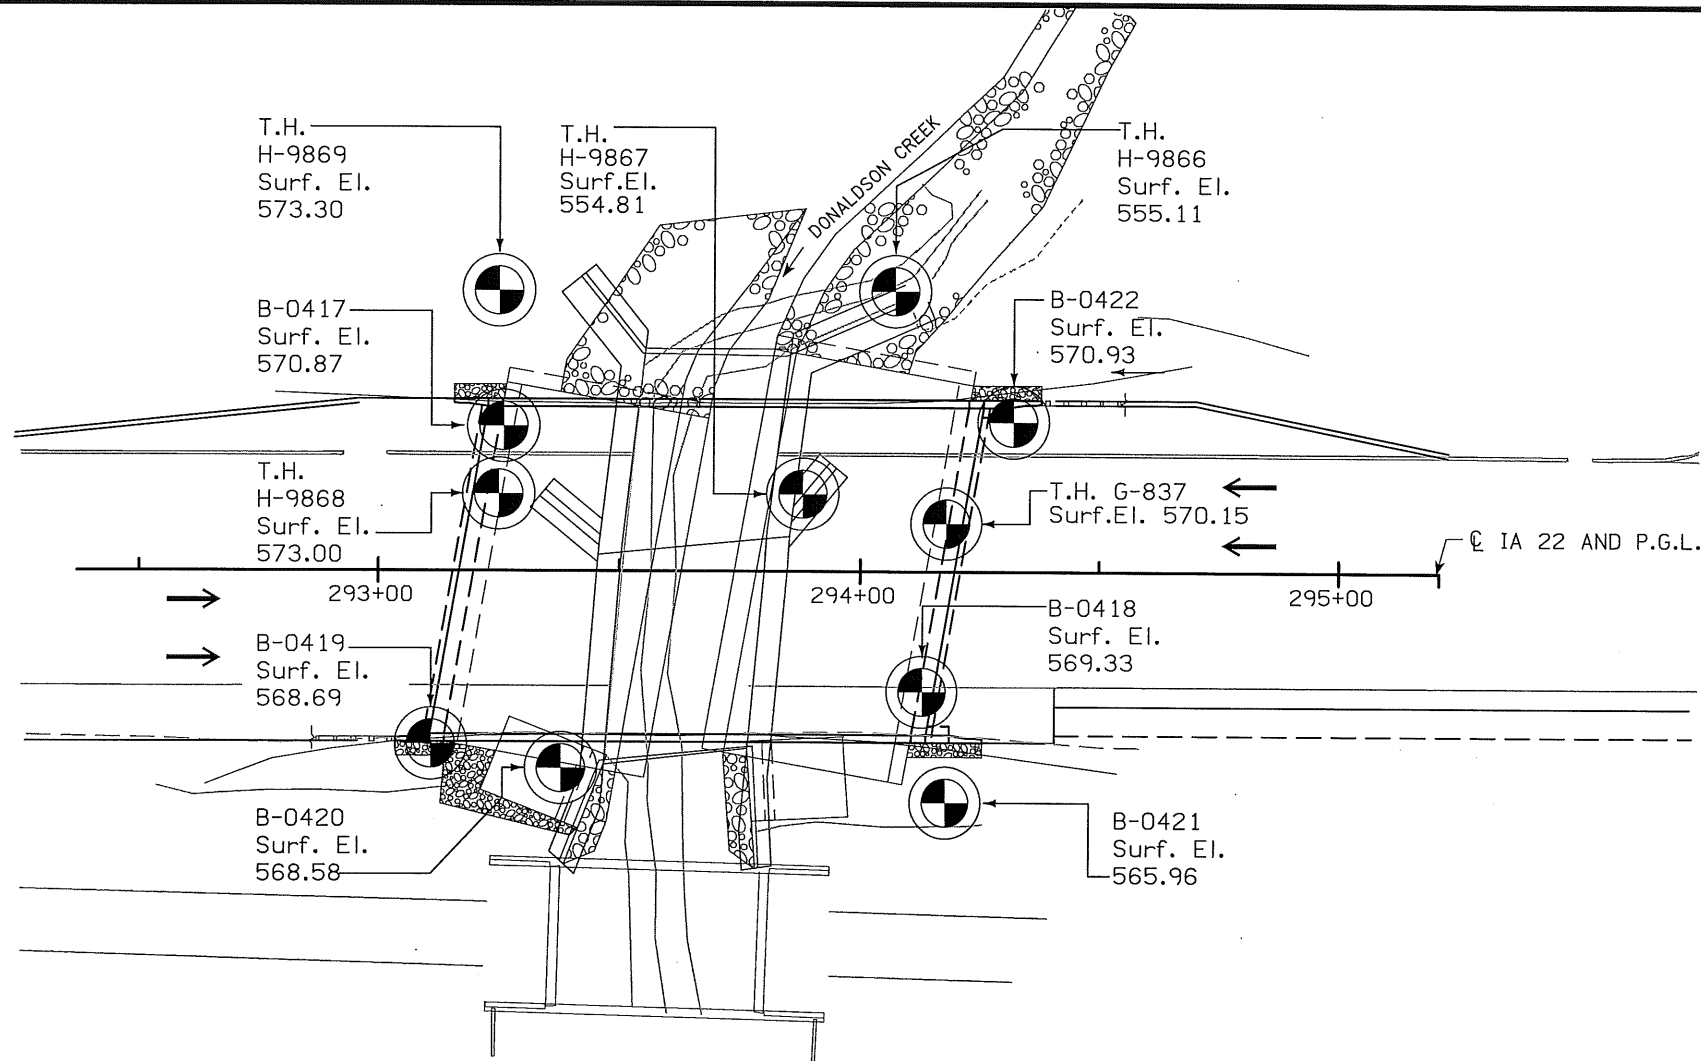 T.H.
H-9869
Surf. El.
573.30
T.H.
H-9867
Surf.El.
554.81
DONALDSON CREEK
T.H.
H-9866
Surf. El.
555.11
B-0417
Surf. El.
570.87
B-0422
Surf. El.
570.93
T.H.
H-9868
Surf. El.
573.00
T.H. G-837
Surf.El. 570.15
℄ IA 22 AND P.G.L.
293+00
294+00
295+00
B-0419
Surf. El.
568.69
B-0418
Surf. El.
569.33
B-0420
Surf. El.
568.58
B-0421
Surf. El.
565.96